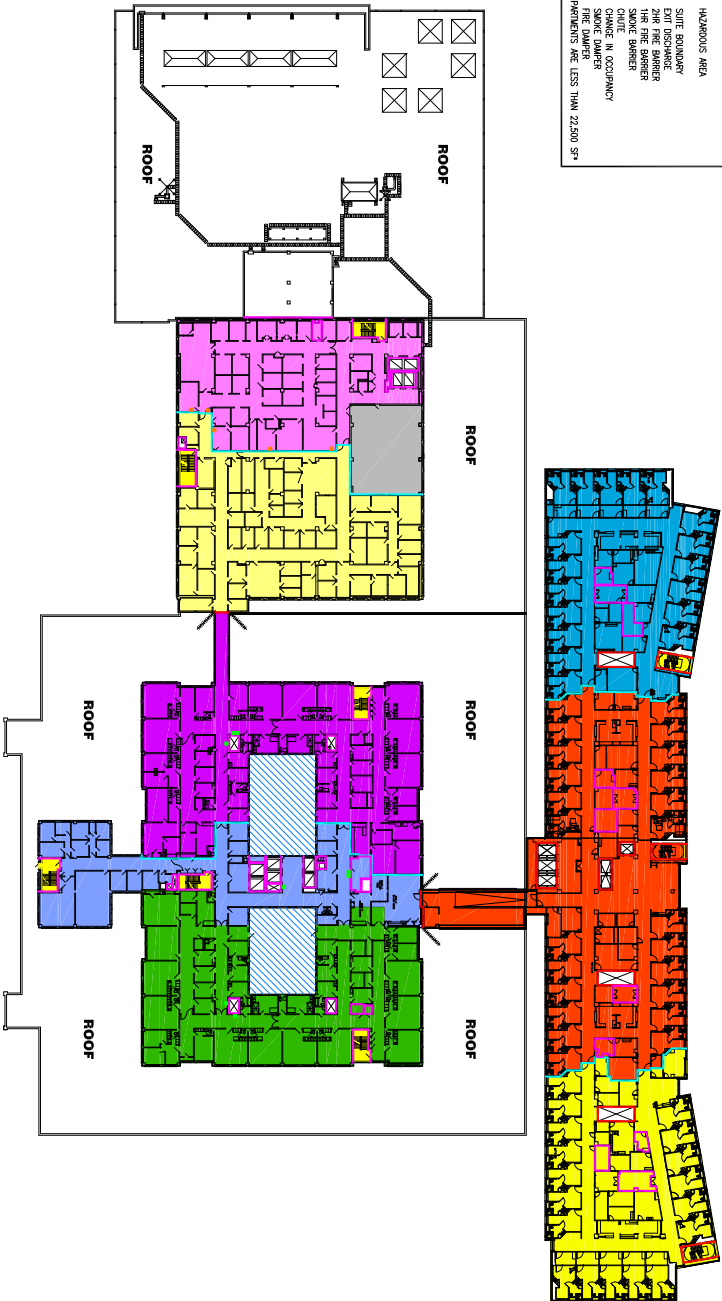 HAZARDOUS AREA
SUITE BOUNDARY
EXIT DISCHARGE
2HR FIRE BARRIER
1HR FIRE BARRIER
SMOKE BARRIER
CHUTE
CHANGE IN OCCUPANCY
SMOKE DAMPER
FIRE DAMPER
PARTMENTS ARE LESS THAN 22,500 SF*
ROOF
ROOF
ROOF
ROOF
ROOF
ROOF
ROOF